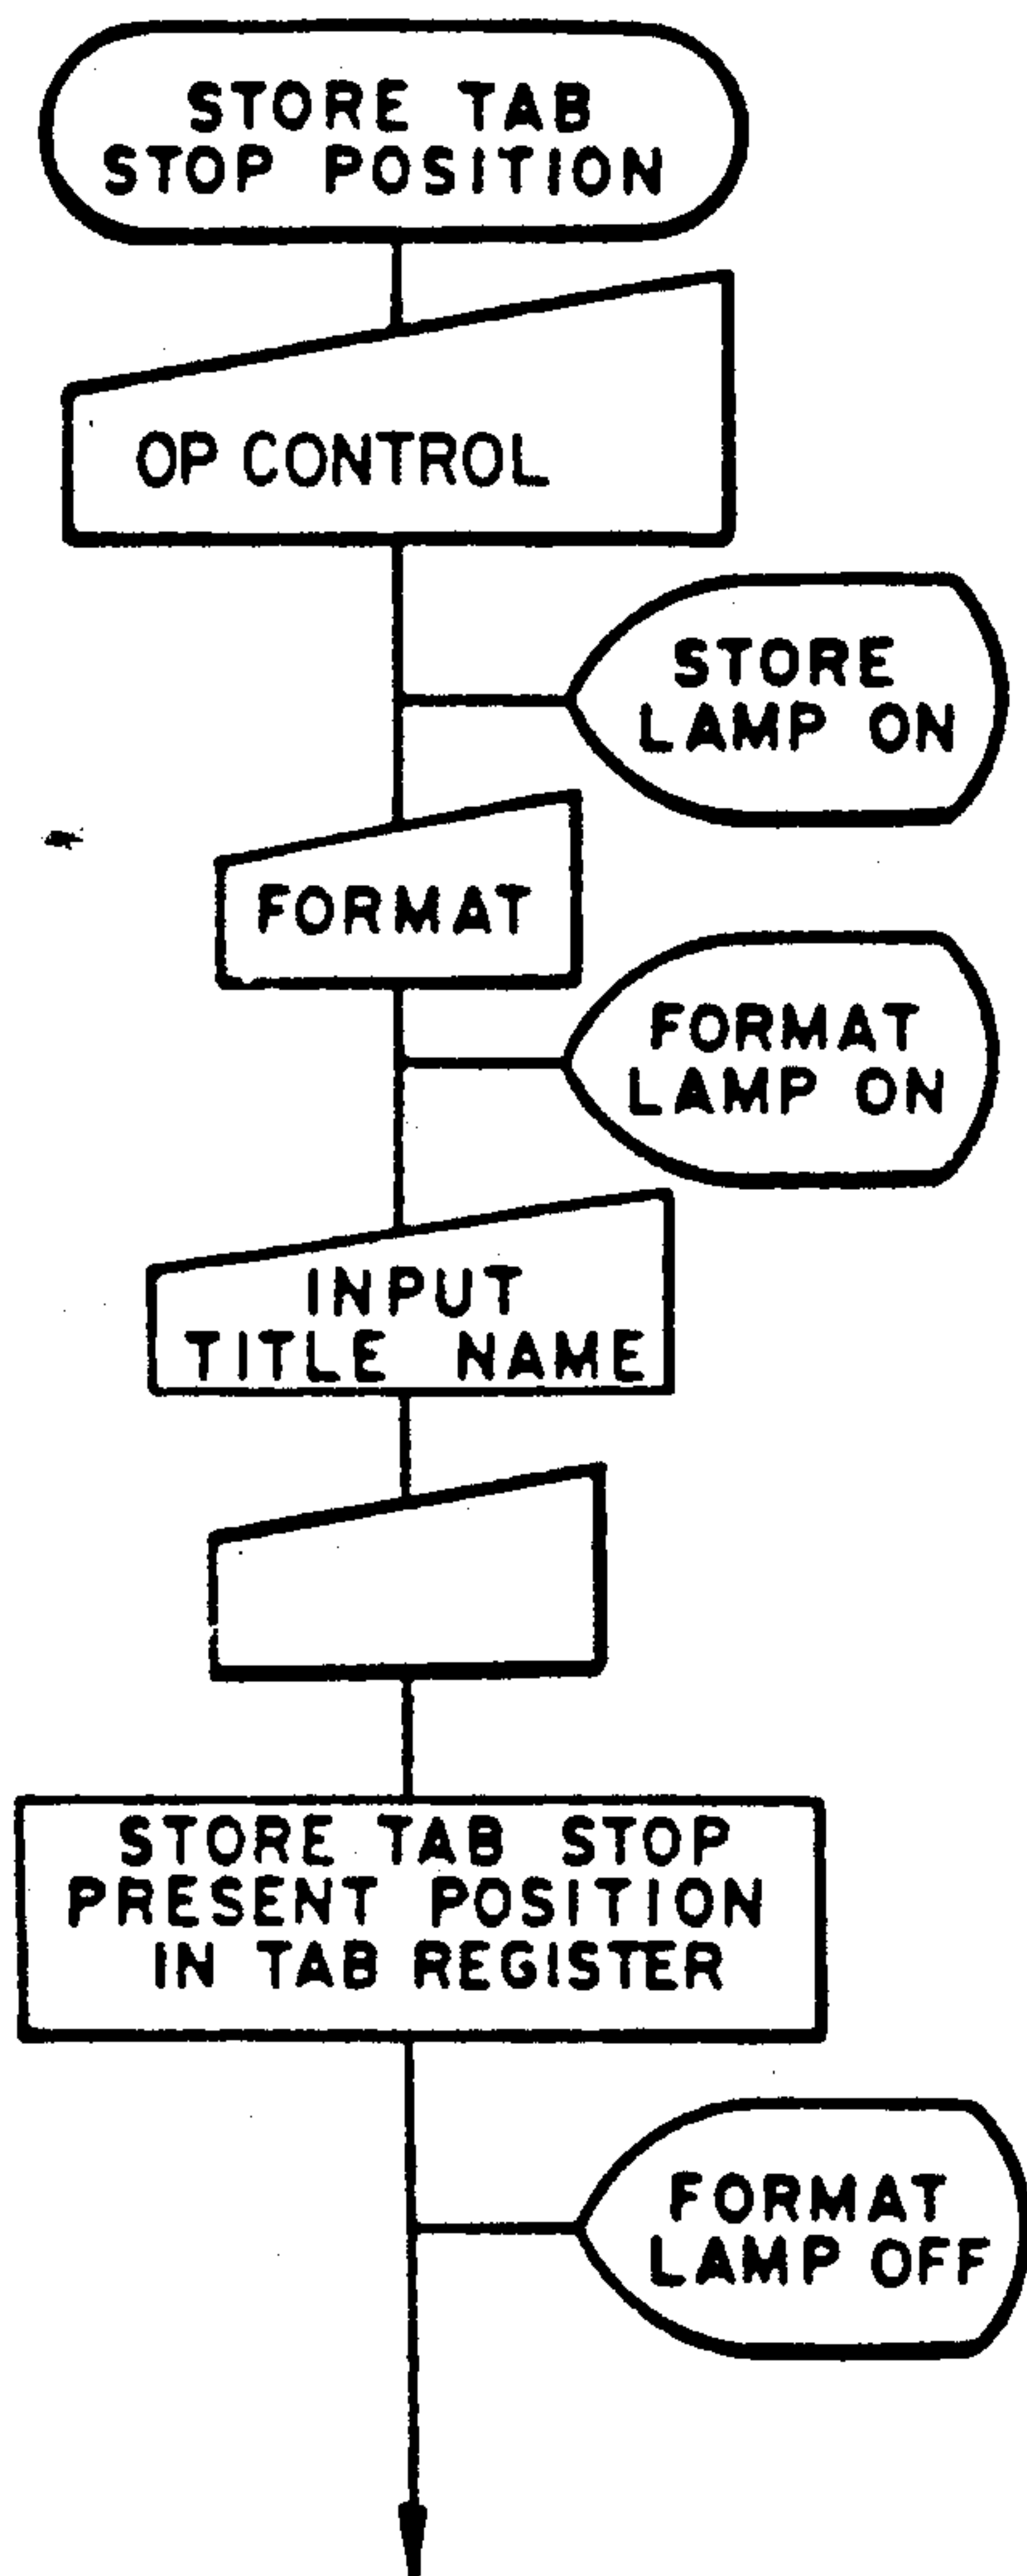 STORE TAB
STOP POSITION
OP CONTROL
STORE
LAMP ON
FORMAT
FORMAT
LAMP ON
INPUT
TITLE NAME
STORE TAB STOP
PRESENT POSITION
IN TAB REGISTER
FORMAT
LAMP OFF